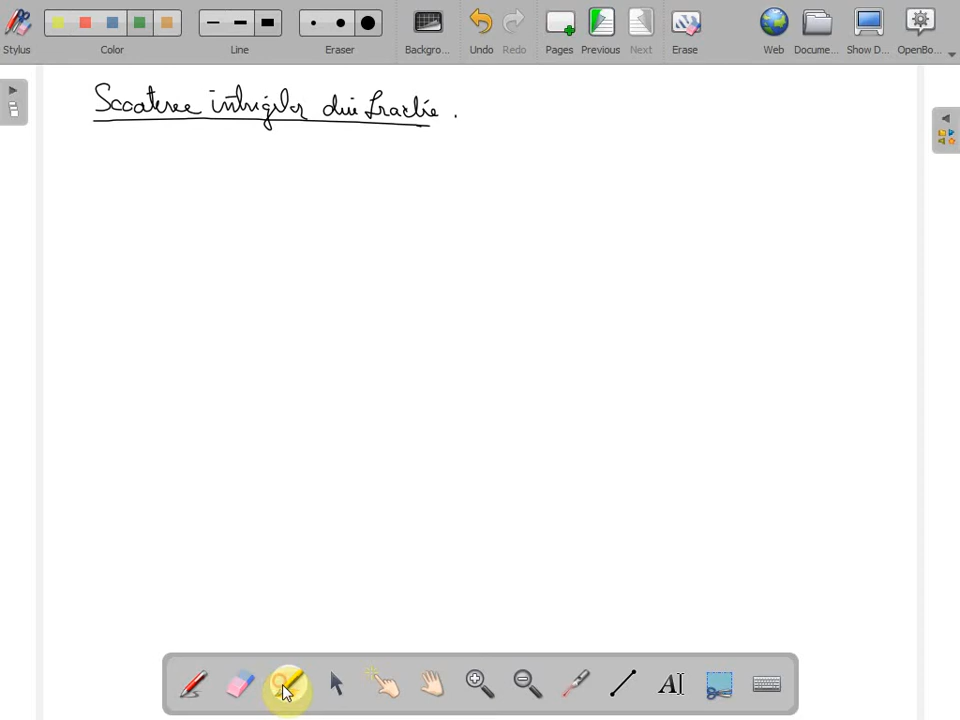 Stylus Color Line Eraser Backgro... Undo Redo Pages Previous Next Erase Web Docume... Show D... OpenBo...
Scoaterea întregilor din fracție.
AI